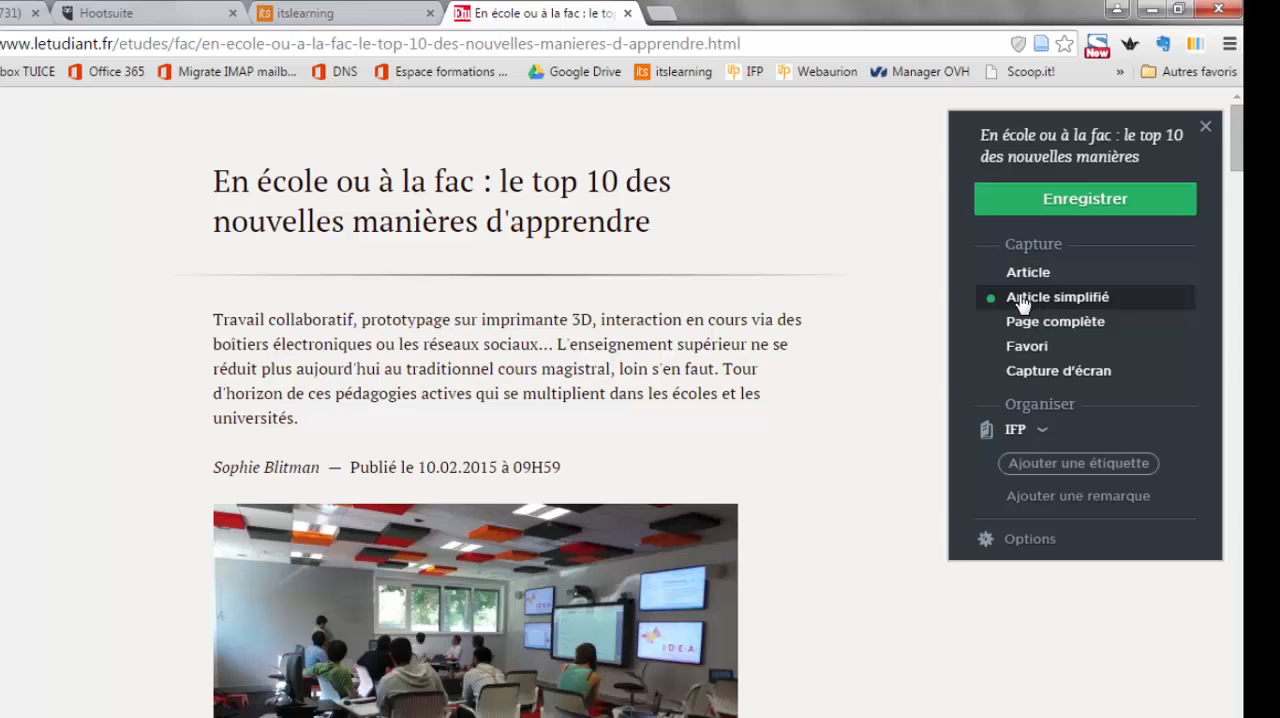 731)
Hootsuite
its itslearning
Em En école ou à la fac : le to
www.letudiant.fr/etudes/fac/en-ecole-ou-a-la-fac-le-top-10-des-nouvelles-manieres-d-apprendre.html
New
box TUICE
Office 365
Migrate IMAP mailb...
DNS
Espace formations ...
Google Drive
its itslearning
ifp IFP
ifp Webaurion
Manager OVH
Scoop.it!
»
Autres favoris
En école ou à la fac : le top 10 des
nouvelles manières d'apprendre
Travail collaboratif, prototypage sur imprimante 3D, interaction en cours via des
boîtiers électroniques ou les réseaux sociaux... L'enseignement supérieur ne se
réduit plus aujourd'hui au traditionnel cours magistral, loin s'en faut. Tour
d'horizon de ces pédagogies actives qui se multiplient dans les écoles et les
universités.
Sophie Blitman — Publié le 10.02.2015 à 09H59
I·D·E·A·
En école ou à la fac : le top 10
des nouvelles manières
Enregistrer
Capture
Article
Article simplifié
Page complète
Favori
Capture d'écran
Organiser
IFP
Ajouter une étiquette
Ajouter une remarque
Options